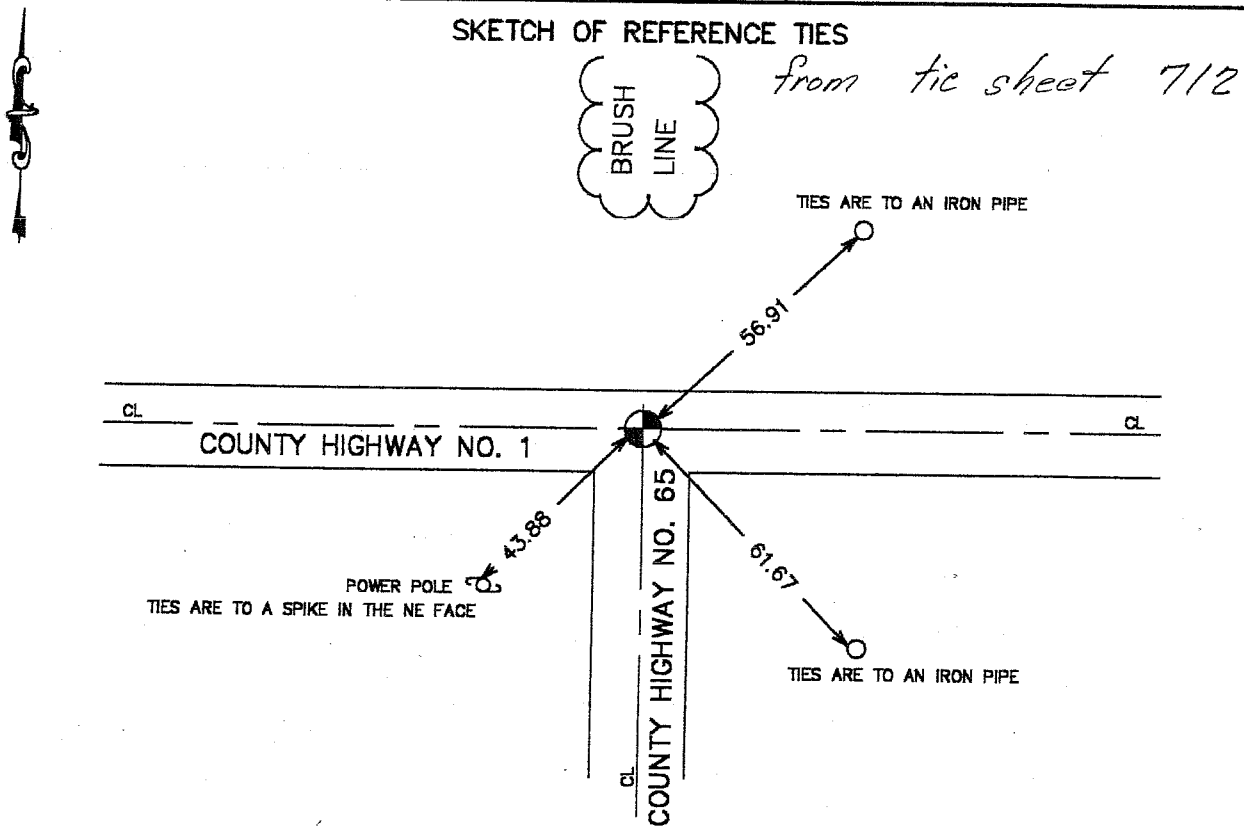 SKETCH OF REFERENCE TIES
from tie sheet 712
BRUSH
LINE
TIES ARE TO AN IRON PIPE
56.91
CL
CL
COUNTY HIGHWAY NO. 1
43.88
61.67
POWER POLE
TIES ARE TO A SPIKE IN THE NE FACE
TIES ARE TO AN IRON PIPE
COUNTY HIGHWAY NO. 65
CL